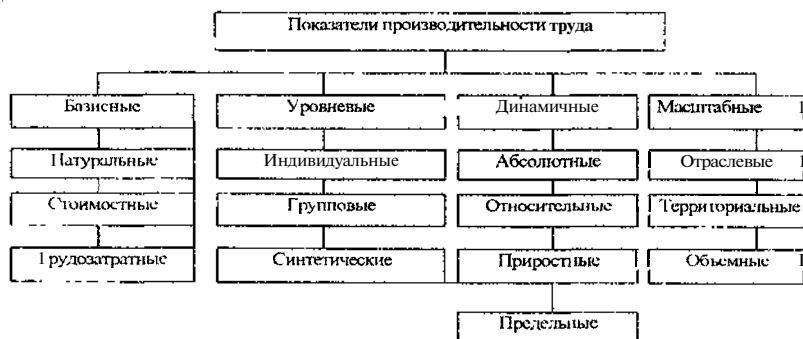 Показатели производительности труда
Базисные Уровневые Динамичные Масштабные
Натуральные Индивидуальные Абсолютные Отраслевые
Стоимостные Групповые Относительные Территориальные
Трудозатратные Синтетические Приростные Объемные
Предельные